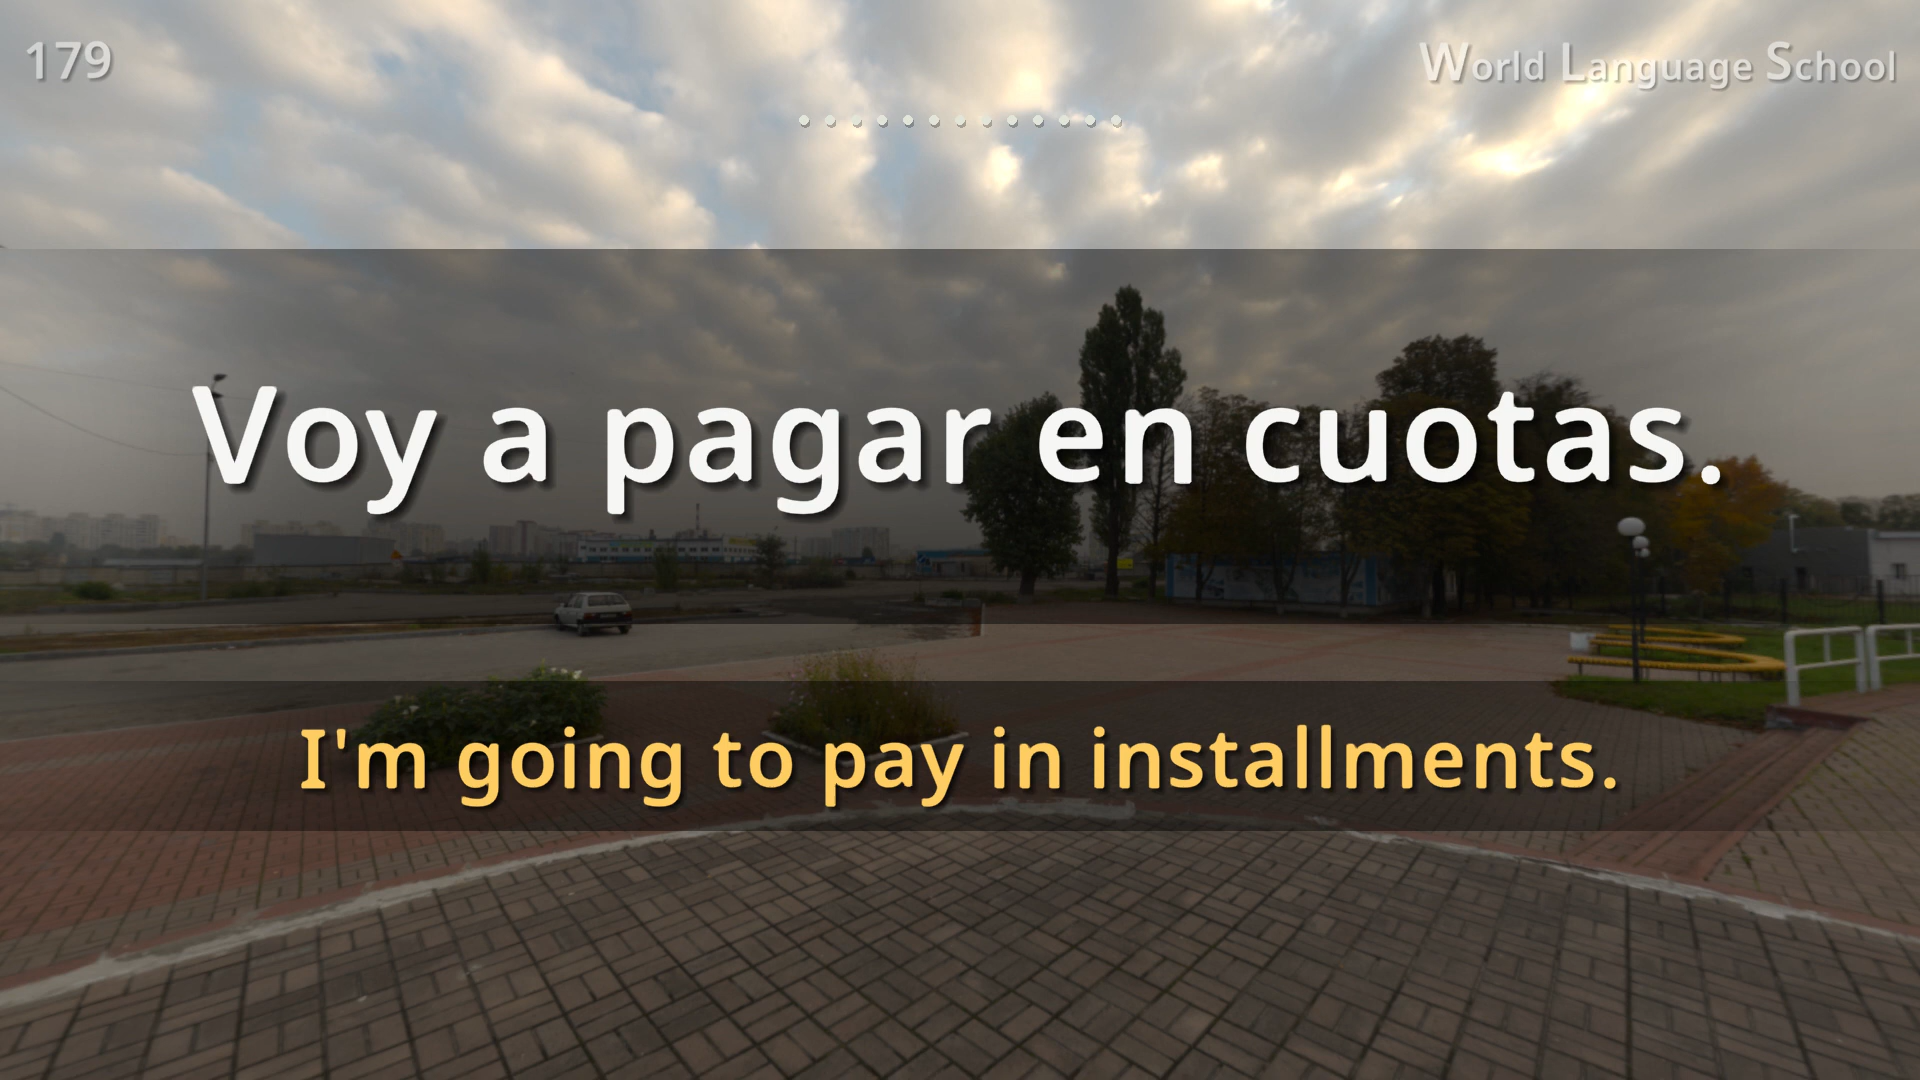 179
World Language School
Voy a pagar en cuotas.
I'm going to pay in installments.